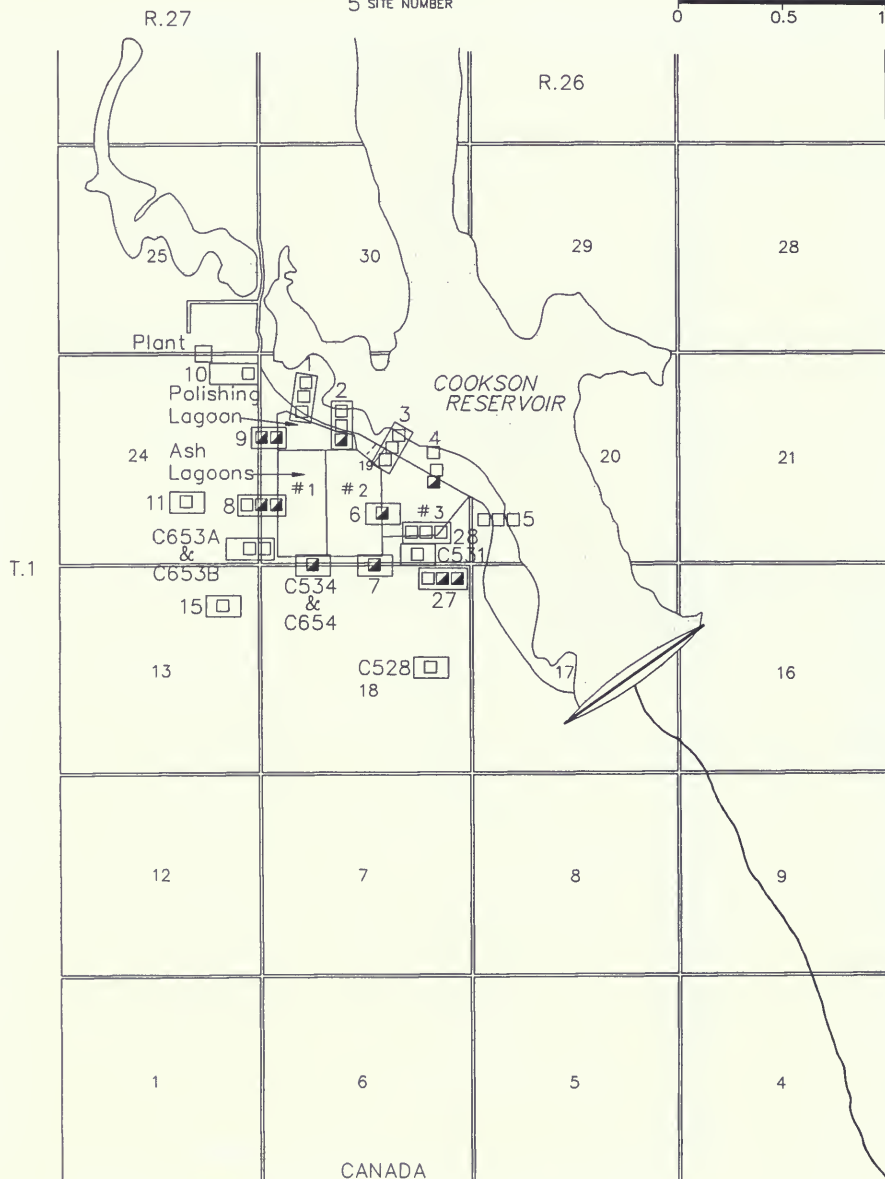 5 SITE NUMBER
0 0.5 1
R.27
R.26
25
30
29
28
Plant
10
1
2
3
4
Polishing
Lagoon
COOKSON
RESERVOIR
9
24
Ash
Lagoons
#1
#2
19
20
21
11
8
6
#3
5
28
C653A
&
C653B
C531
T.1
C534
&
C654
7
27
15
13
C528
18
17
16
12
7
8
9
1
6
5
4
CANADA